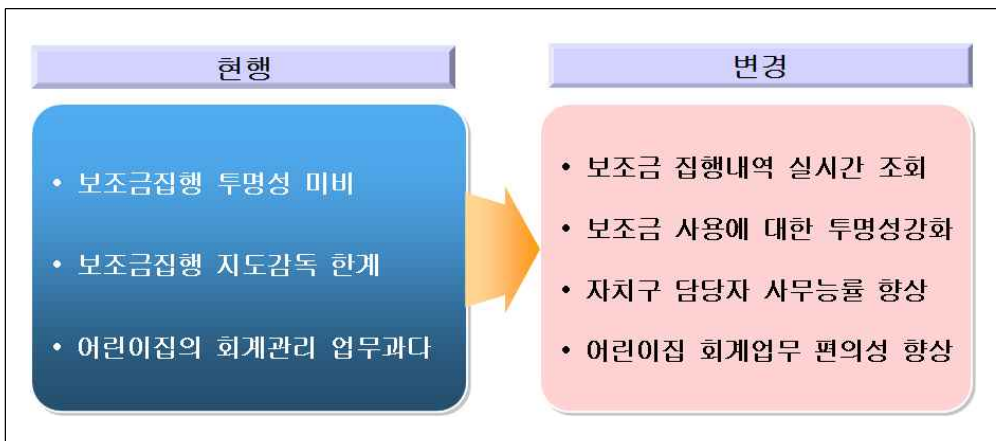 현행
• 보조금집행 투명성 미비
• 보조금집행 지도감독 한계
• 어린이집의 회계관리 업무과다
변경
• 보조금 집행내역 실시간 조회
• 보조금 사용에 대한 투명성강화
• 자치구 담당자 사무능률 향상
• 어린이집 회계업무 편의성 향상